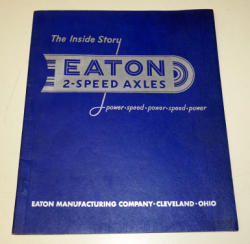 The Inside Story
EATON
2-SPEED AXLES
power·speed·power·speed·power
EATON MANUFACTURING COMPANY·CLEVELAND·OHIO